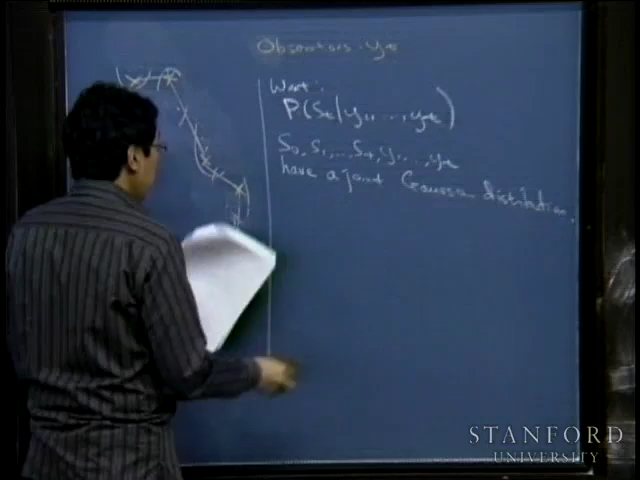 Observations: yt
Want:
P(St | y1, ..., yt)
S0, S1, ..., St, y1, ..., yt
have a joint Gaussian distribution.
STANFORD
UNIVERSITY